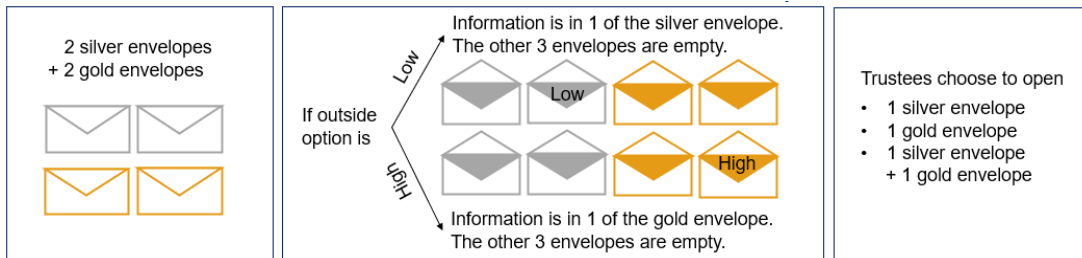 2 silver envelopes
+ 2 gold envelopes
If outside
option is
Low
High
Information is in 1 of the silver envelope.
The other 3 envelopes are empty.
Low
High
Information is in 1 of the gold envelope.
The other 3 envelopes are empty.
Trustees choose to open
• 1 silver envelope
• 1 gold envelope
• 1 silver envelope
+ 1 gold envelope